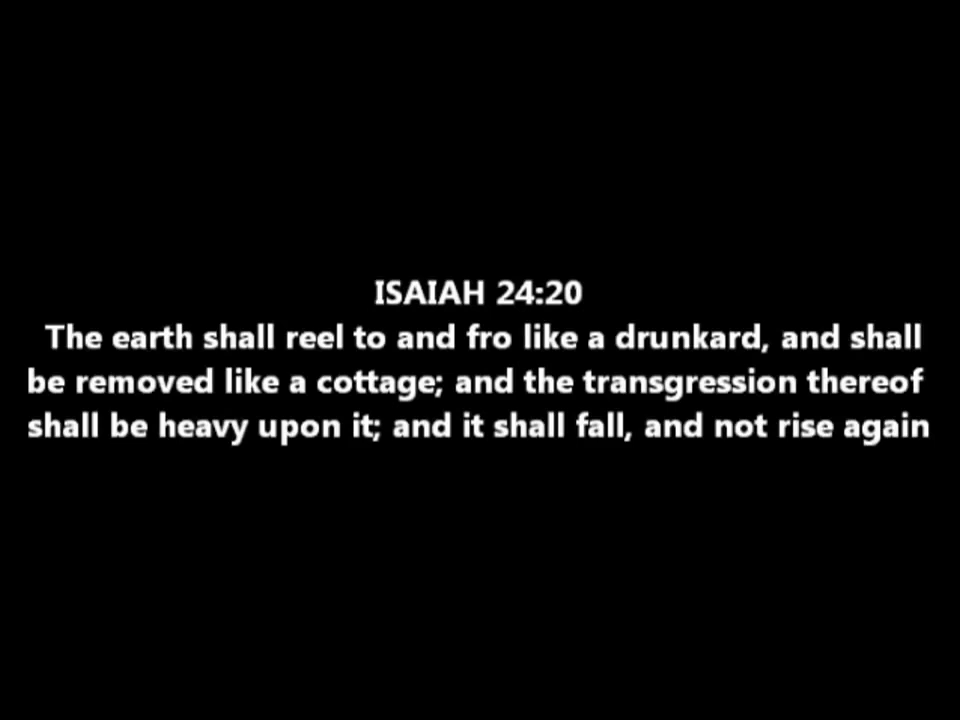 ISAIAH 24:20
The earth shall reel to and fro like a drunkard, and shall
be removed like a cottage; and the transgression thereof
shall be heavy upon it; and it shall fall, and not rise again